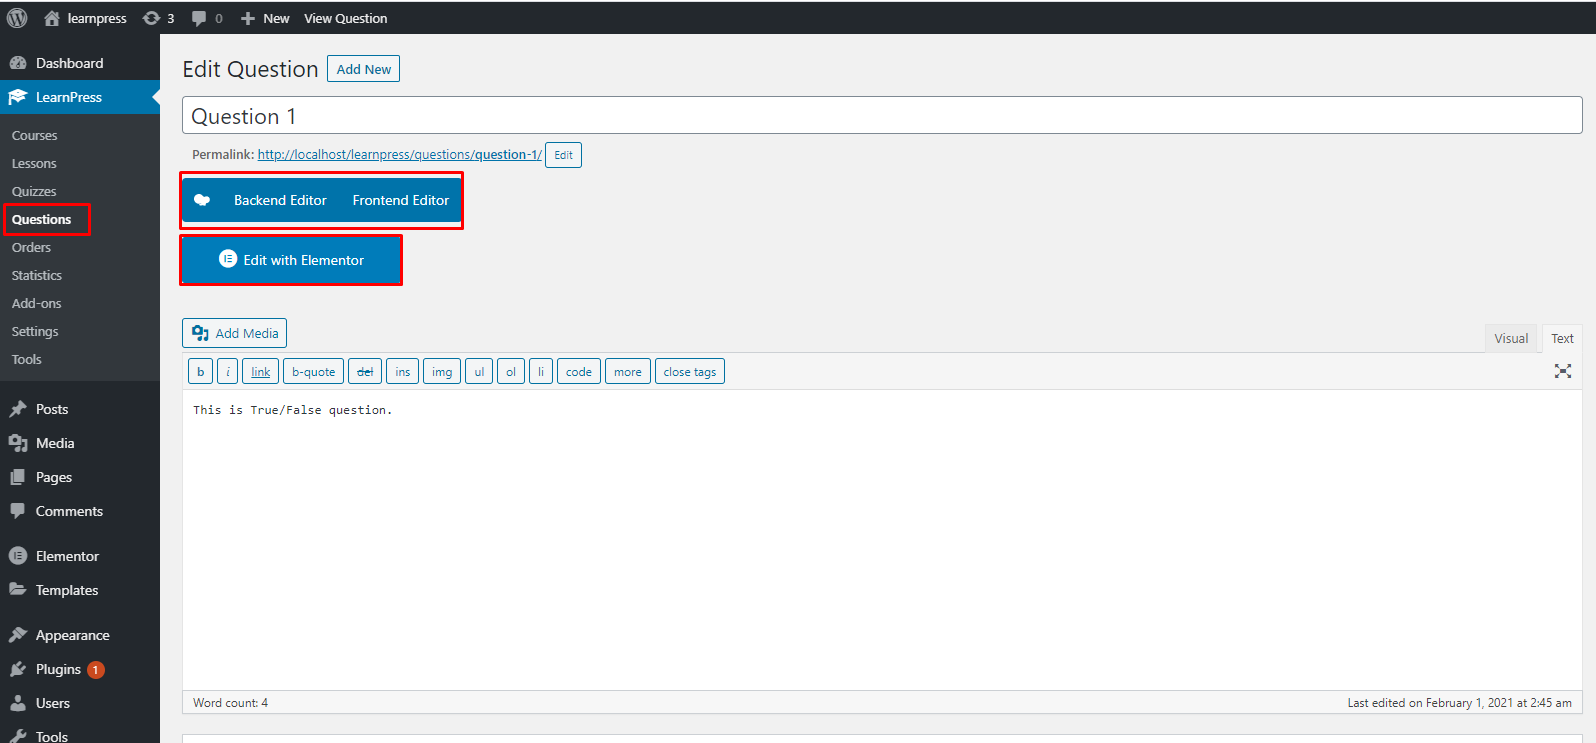 learnpress 3 0 New View Question
Dashboard
LearnPress
Courses
Lessons
Quizzes
Questions
Orders
Statistics
Add-ons
Settings
Tools
Posts
Media
Pages
Comments
Elementor
Templates
Appearance
Plugins 1
Users
Tools
Edit Question Add New
Question 1
Permalink: http://localhost/learnpress/questions/question-1/ Edit
Backend Editor Frontend Editor
Edit with Elementor
Add Media
Visual Text
b i link b-quote del ins img ul ol li code more close tags
This is True/False question.
Word count: 4 Last edited on February 1, 2021 at 2:45 am